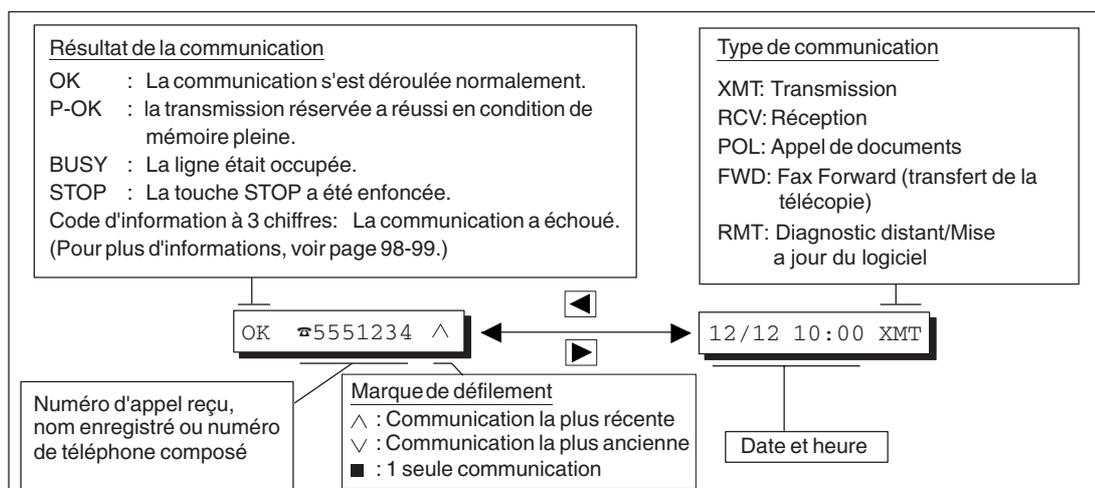 Résultat de la communication
OK : La communication s'est déroulée normalement.
P-OK : la transmission réservée a réussi en condition de
mémoire pleine.
BUSY : La ligne était occupée.
STOP : La touche STOP a été enfoncée.
Code d'information à 3 chiffres: La communication a échoué.
(Pour plus d'informations, voir page 98-99.)
Type de communication
XMT: Transmission
RCV: Réception
POL: Appel de documents
FWD: Fax Forward (transfert de la
télécopie)
RMT: Diagnostic distant/Mise
a jour du logiciel
OK ☎5551234 ∧
12/12 10:00 XMT
Numéro d'appel reçu,
nom enregistré ou numéro
de téléphone composé
Marque de défilement
∧ : Communication la plus récente
∨ : Communication la plus ancienne
■ : 1 seule communication
Date et heure